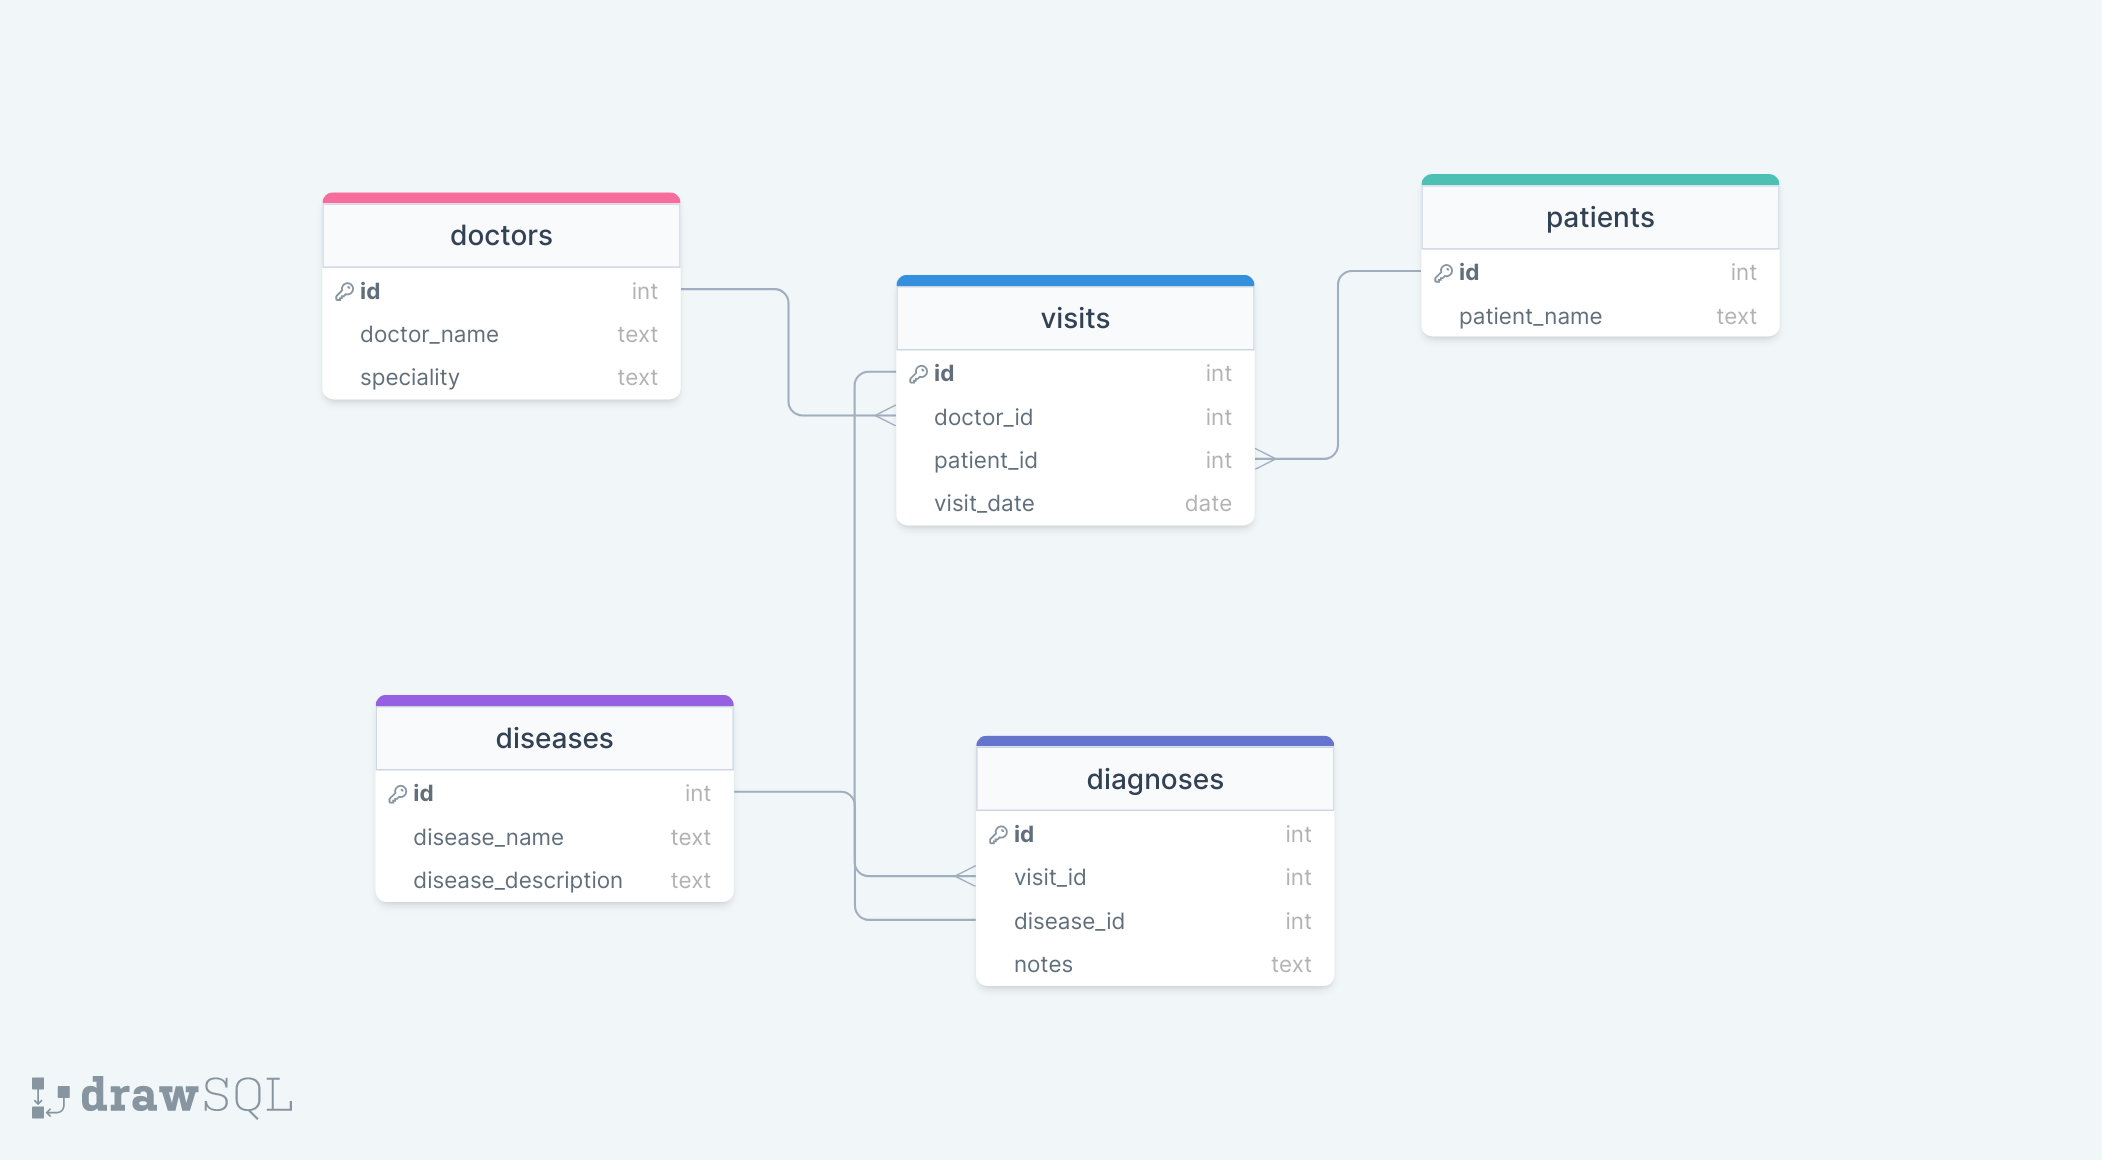 doctors
id int
doctor_name text
speciality text
patients
id int
patient_name text
visits
id int
doctor_id int
patient_id int
visit_date date
diseases
id int
disease_name text
disease_description text
diagnoses
id int
visit_id int
disease_id int
notes text
drawSQL